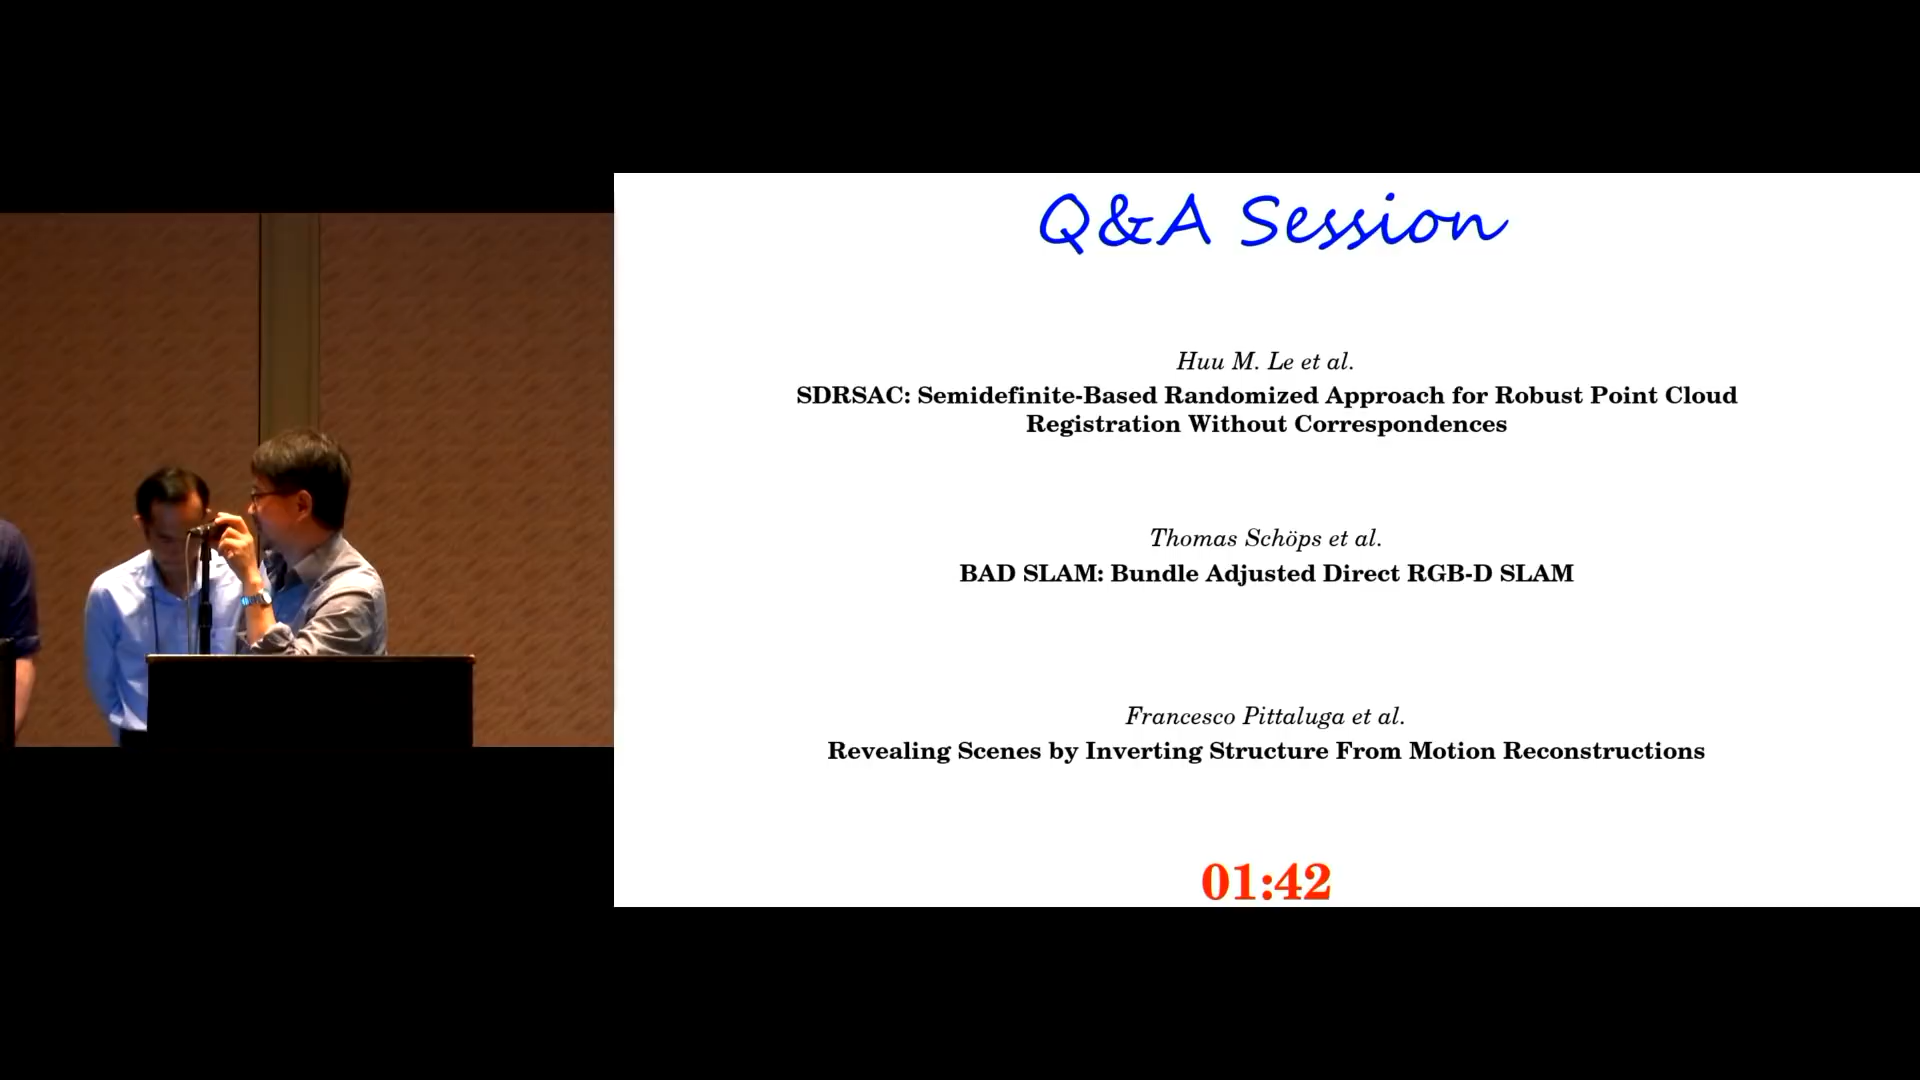 Q&A Session
Huu M. Le et al.
SDRSAC: Semidefinite-Based Randomized Approach for Robust Point Cloud
Registration Without Correspondences
Thomas Schöps et al.
BAD SLAM: Bundle Adjusted Direct RGB-D SLAM
Francesco Pittaluga et al.
Revealing Scenes by Inverting Structure From Motion Reconstructions
01:42